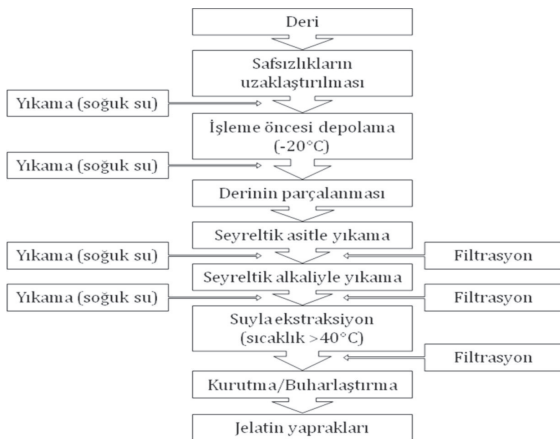 Deri
Safsızlıkların
uzaklaştırılması
Yıkama (soğuk su)
İşleme öncesi depolama
(-20°C)
Yıkama (soğuk su)
Derinin parçalanması
Seyreltik asitle yıkama
Yıkama (soğuk su)
Filtrasyon
Seyreltik alkaliyle yıkama
Yıkama (soğuk su)
Filtrasyon
Suyla ekstraksiyon
(sıcaklık >40°C)
Filtrasyon
Kurutma/Buharlaştırma
Jelatin yaprakları